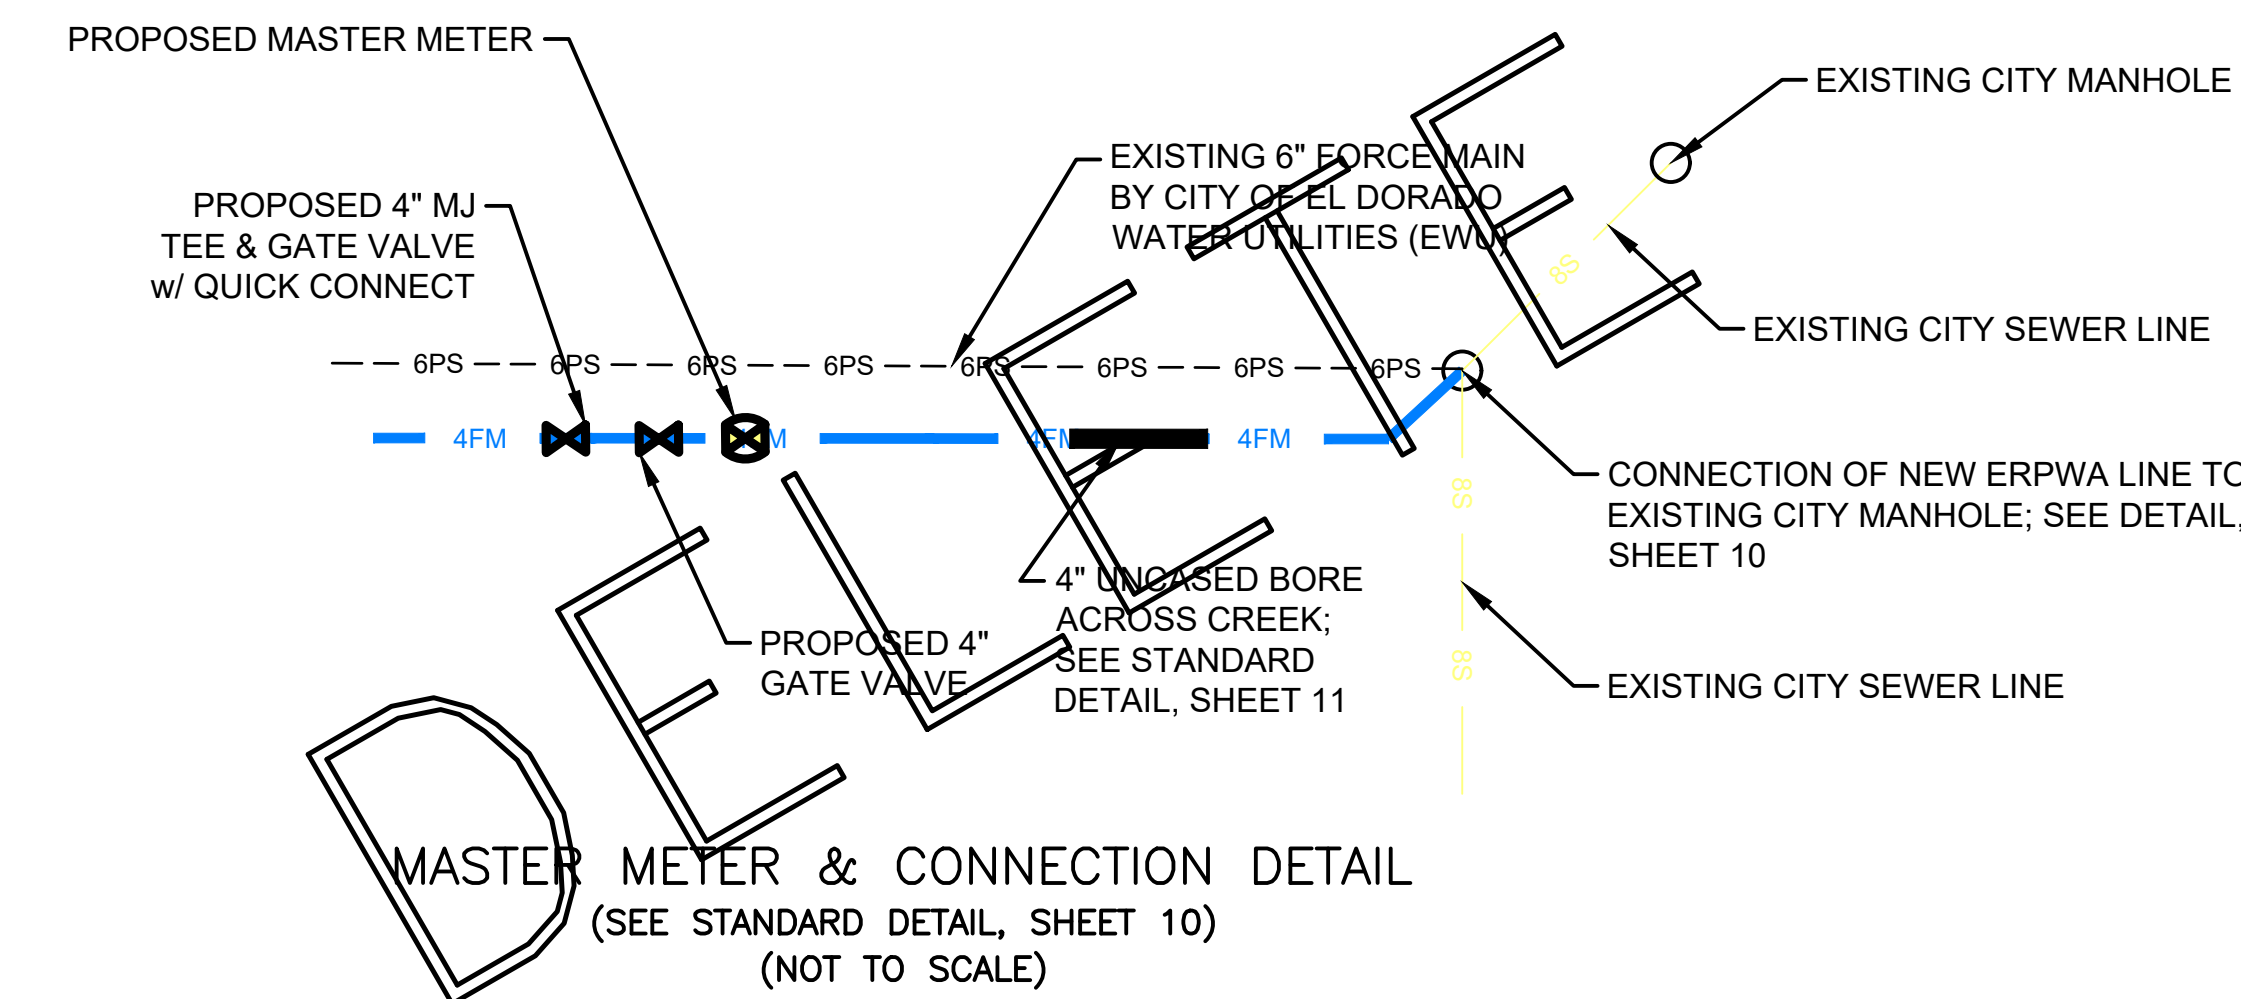 PROPOSED MASTER METER
EXISTING CITY MANHOLE
EXISTING 6" FORCE MAIN
BY CITY OF EL DORADO
WATER UTILITIES (EWU)
PROPOSED 4" MJ
TEE & GATE VALVE
w/ QUICK CONNECT
8S
EXISTING CITY SEWER LINE
6PS 6PS 6PS 6PS 6PS 6PS 6PS 6PS
4FM 4FM 4FM 4FM
CONNECTION OF NEW ERPWA LINE TO
EXISTING CITY MANHOLE; SEE DETAIL,
SHEET 10
8S
4" UNCASED BORE
ACROSS CREEK;
SEE STANDARD
DETAIL, SHEET 11
PROPOSED 4"
GATE VALVE
8S
EXISTING CITY SEWER LINE
DELETE
MASTER METER & CONNECTION DETAIL
(SEE STANDARD DETAIL, SHEET 10)
(NOT TO SCALE)